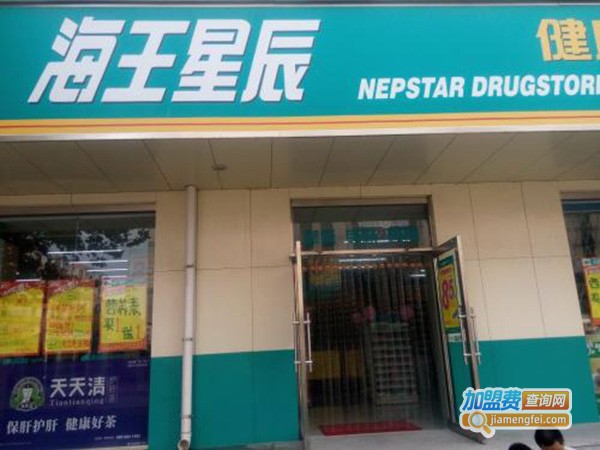 海王星辰
健
NEPSTAR DRUGSTORE
天天清
Tiantianqing
保肝护肝 健康好茶
加盟费查询网
jiamengfei.com